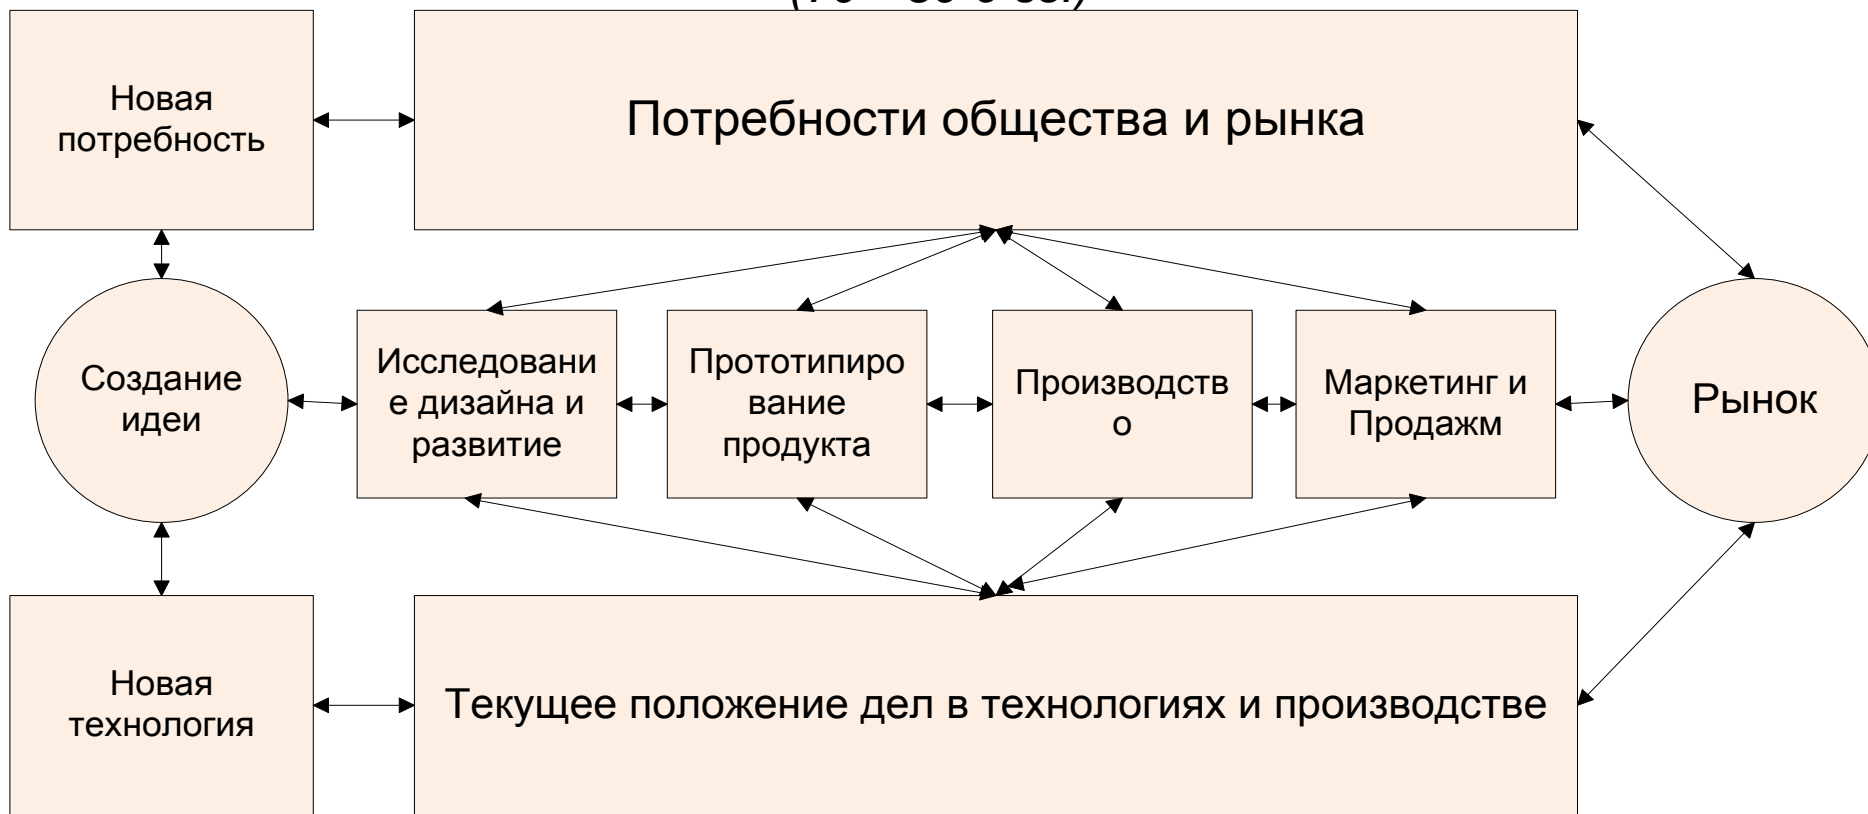 Новая
потребность
Потребности общества и рынка
Создание
идеи
Исследовани
е дизайна и
развитие
Прототипиро
вание
продукта
Производств
о
Маркетинг и
Продажм
Рынок
Новая
технология
Текущее положение дел в технологиях и производстве